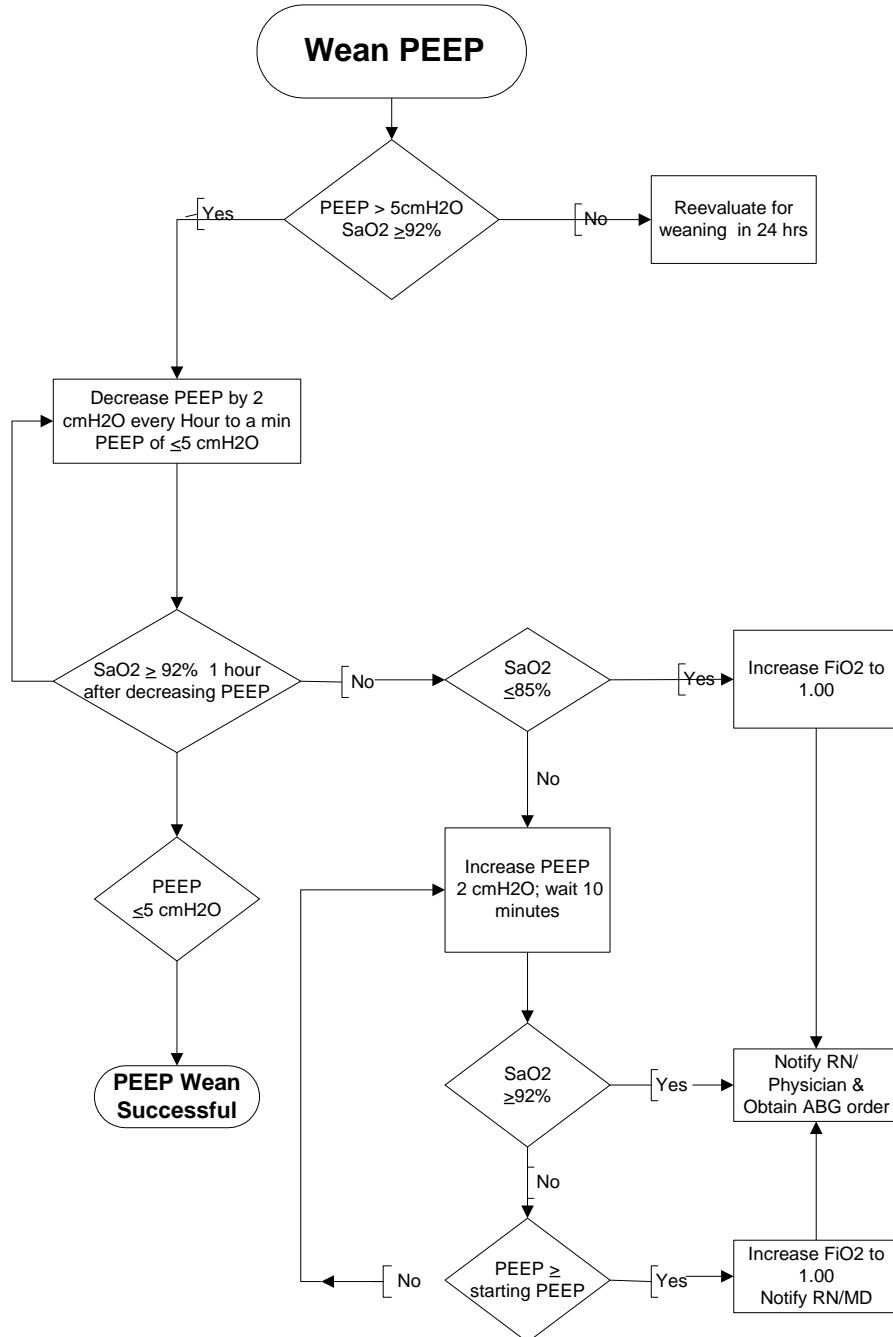 Wean PEEP
PEEP > 5cmH2O
SaO2 ≥92%
Yes
No
Reevaluate for
weaning in 24 hrs
Decrease PEEP by 2
cmH2O every Hour to a min
PEEP of ≤5 cmH2O
SaO2 ≥ 92% 1 hour
after decreasing PEEP
No
SaO2
≤85%
Yes
Increase FiO2 to
1.00
No
Increase PEEP
2 cmH2O; wait 10
minutes
PEEP
≤5 cmH2O
PEEP Wean
Successful
SaO2
≥92%
Yes
Notify RN/
Physician &
Obtain ABG order
No
PEEP ≥
starting PEEP
No
Yes
Increase FiO2 to
1.00
Notify RN/MD